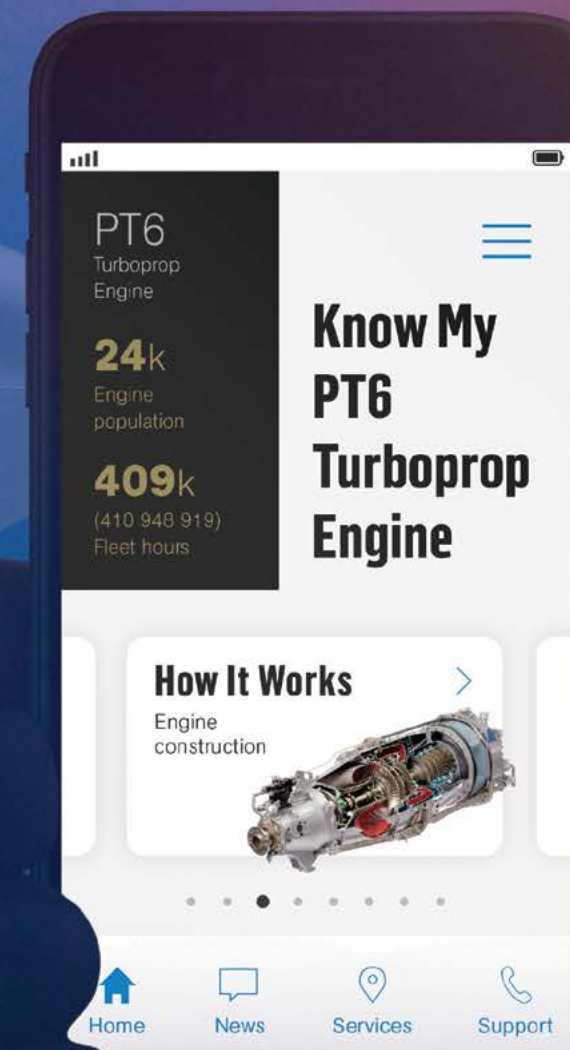 PT6
Turboprop
Engine
24k
Engine
population
409k
(410 948 919)
Fleet hours
Know My
PT6
Turboprop
Engine
How It Works
Engine
construction
Home
News
Services
Support